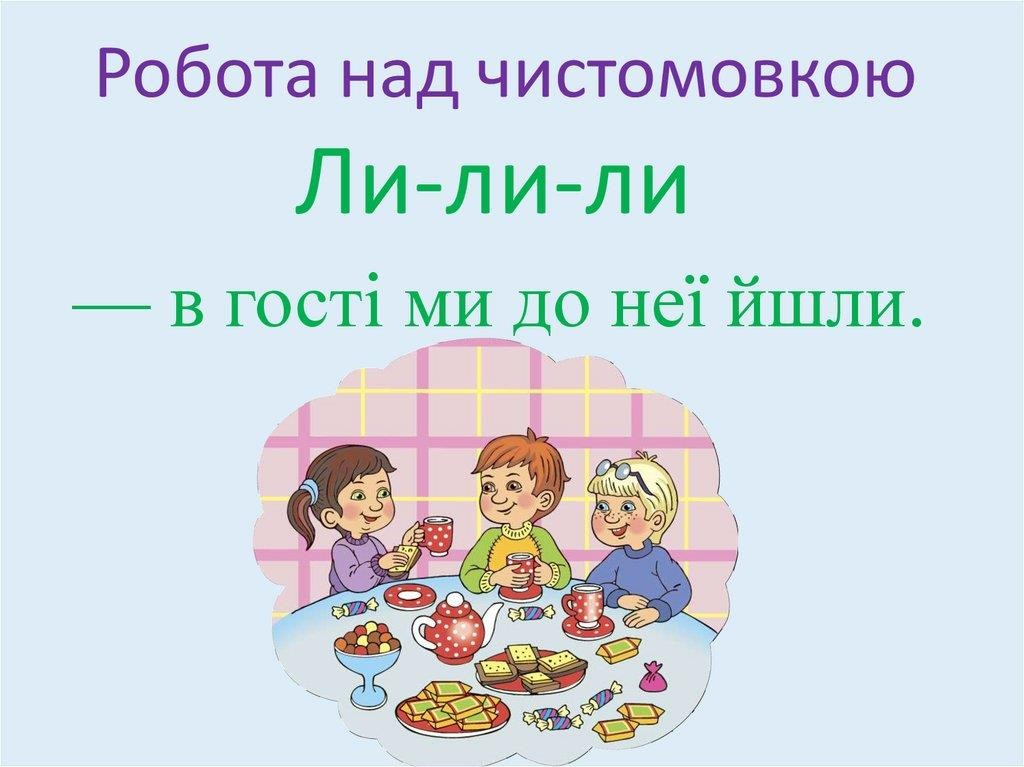 Робота над чистомовкою
Ли-ли-ли
— в гості ми до неї йшли.